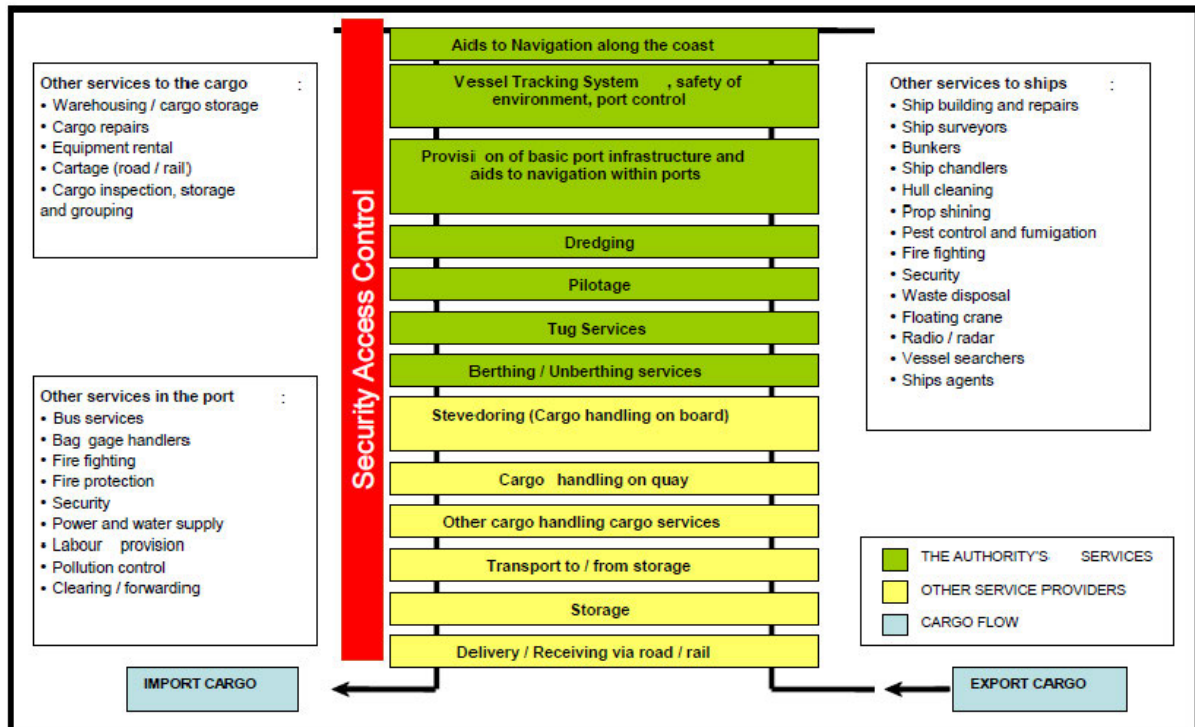 Aids to Navigation along the coast
Vessel Tracking System , safety of
environment, port control
Provisi on of basic port infrastructure and
aids to navigation within ports
Dredging
Pilotage
Tug Services
Berthing / Unberthing services
Stevedoring (Cargo handling on board)
Cargo handling on quay
Other cargo handling cargo services
Transport to / from storage
Storage
Delivery / Receiving via road / rail
Security Access Control
Other services to the cargo :
• Warehousing / cargo storage
• Cargo repairs
• Equipment rental
• Cartage (road / rail)
• Cargo inspection, storage
and grouping
Other services in the port :
• Bus services
• Bag gage handlers
• Fire fighting
• Fire protection
• Security
• Power and water supply
• Labour provision
• Pollution control
• Clearing / forwarding
Other services to ships :
• Ship building and repairs
• Ship surveyors
• Bunkers
• Ship chandlers
• Hull cleaning
• Prop shining
• Pest control and fumigation
• Fire fighting
• Security
• Waste disposal
• Floating crane
• Radio / radar
• Vessel searchers
• Ships agents
THE AUTHORITY'S SERVICES
OTHER SERVICE PROVIDERS
CARGO FLOW
IMPORT CARGO
EXPORT CARGO